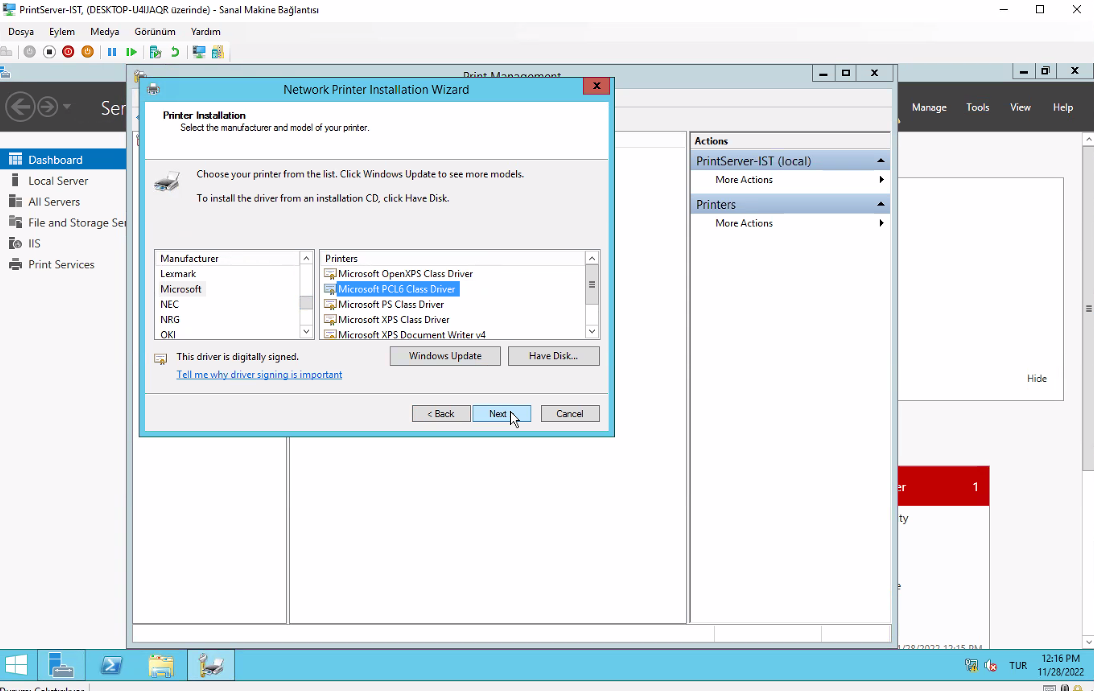 PrintServer-IST, (DESKTOP-U4IJAQR üzerinde) - Sanal Makine Bağlantısı
Dosya Eylem Medya Görünüm Yardım
Print Management
Network Printer Installation Wizard
Manage Tools View Help
Printer Installation
Select the manufacturer and model of your printer.
Choose your printer from the list. Click Windows Update to see more models.
To install the driver from an installation CD, click Have Disk.
Manufacturer
Lexmark
Microsoft
NEC
NRG
OKI
Printers
Microsoft OpenXPS Class Driver
Microsoft PCL6 Class Driver
Microsoft PS Class Driver
Microsoft XPS Class Driver
Microsoft XPS Document Writer v4
This driver is digitally signed.
Tell me why driver signing is important
Windows Update
Have Disk...
< Back
Next
Cancel
Ser
Dashboard
Local Server
All Servers
File and Storage Ser
IIS
Print Services
Actions
PrintServer-IST (local)
More Actions
Printers
More Actions
Hide
er 1
ty
e
TUR
12:16 PM
11/28/2022